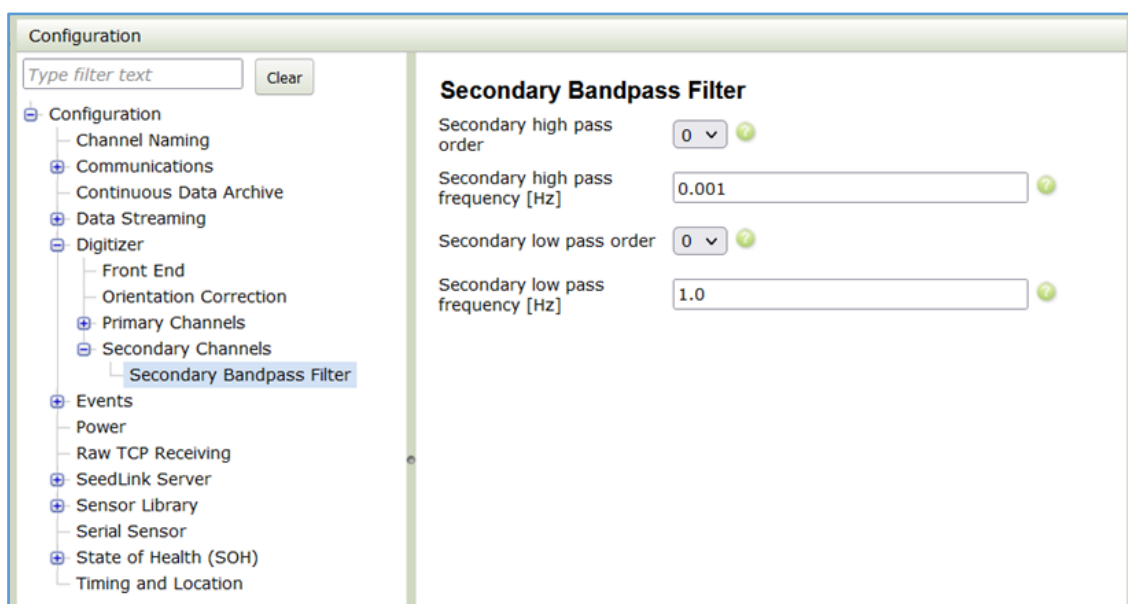 Configuration
Type filter text
Clear
Configuration
Channel Naming
Communications
Continuous Data Archive
Data Streaming
Digitizer
Front End
Orientation Correction
Primary Channels
Secondary Channels
Secondary Bandpass Filter
Events
Power
Raw TCP Receiving
SeedLink Server
Sensor Library
Serial Sensor
State of Health (SOH)
Timing and Location
Secondary Bandpass Filter
Secondary high pass
order
0
Secondary high pass
frequency [Hz]
0.001
Secondary low pass order
0
Secondary low pass
frequency [Hz]
1.0